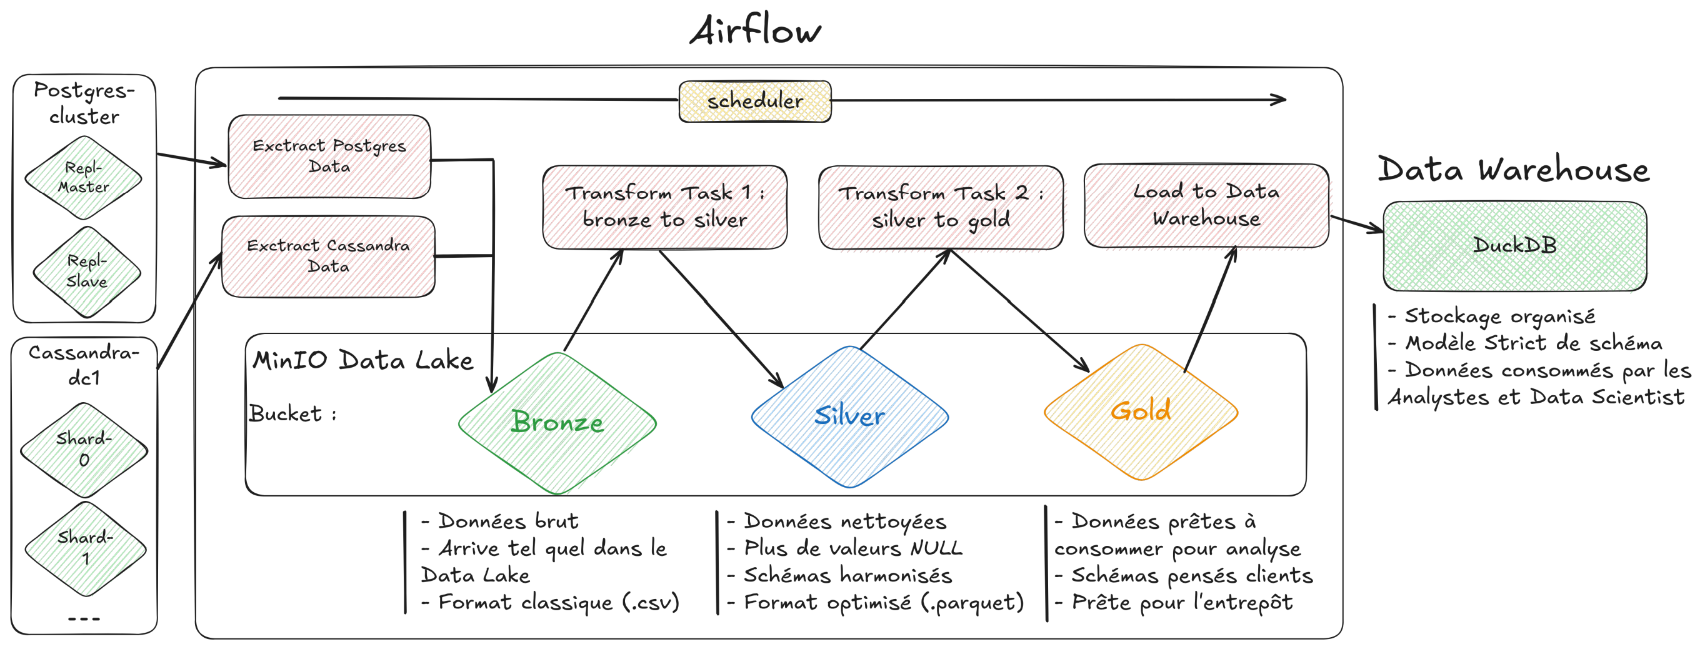 Airflow
Postgres-
cluster
Repl-
Master
Repl-
Slave
Cassandra-
dc1
Shard-
0
Shard-
1
---
scheduler
Exctract Postgres
Data
Exctract Cassandra
Data
Transform Task 1 :
bronze to silver
Transform Task 2 :
silver to gold
Load to Data
Warehouse
MinIO Data Lake
Bucket :
Bronze
Silver
Gold
- Données brut
- Arrive tel quel dans le
Data Lake
- Format classique (.csv)
- Données nettoyées
- Plus de valeurs NULL
- Schémas harmonisés
- Format optimisé (.parquet)
- Données prêtes à
consommer pour analyse
- Schémas pensés clients
- Prête pour l'entrepôt
Data Warehouse
DuckDB
- Stockage organisé
- Modèle Strict de schéma
- Données consommés par les
Analystes et Data Scientist